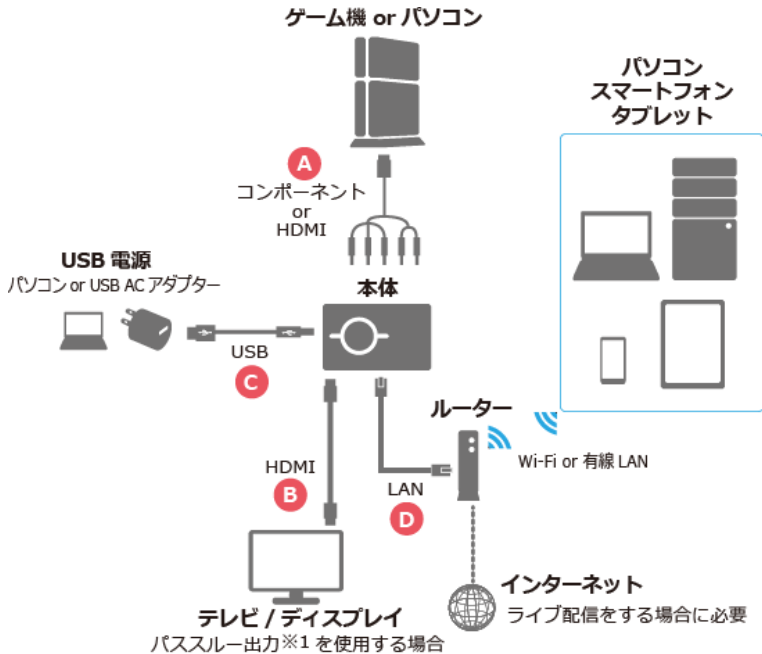 ゲーム機 or パソコン
パソコン
スマートフォン
タブレット
A
コンポーネント
or
HDMI
USB 電源
パソコン or USB AC アダプター
本体
USB
C
ルーター
Wi-Fi or 有線 LAN
HDMI
B
LAN
D
インターネット
ライブ配信をする場合に必要
テレビ / ディスプレイ
パススルー出力※1 を使用する場合